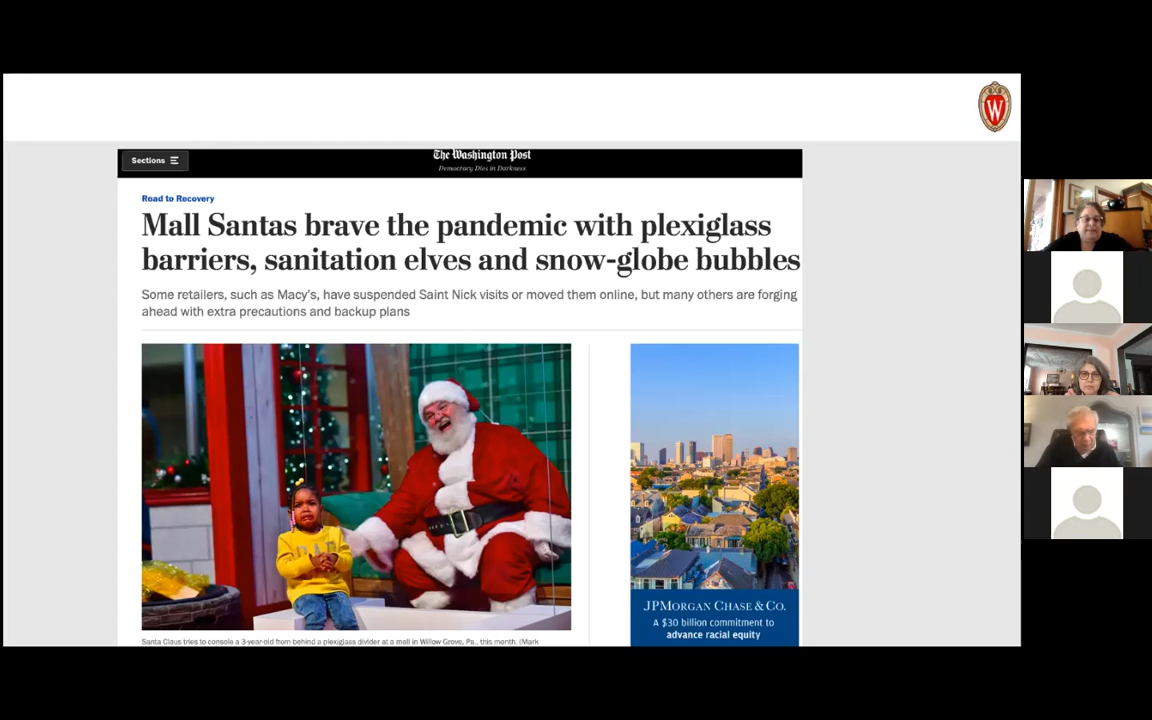 W
Sections
The Washington Post
Democracy Dies in Darkness
Road to Recovery
Mall Santas brave the pandemic with plexiglass
barriers, sanitation elves and snow-globe bubbles
Some retailers, such as Macy's, have suspended Saint Nick visits or moved them online, but many others are forging
ahead with extra precautions and backup plans
Santa Claus tries to console a 3-year-old from behind a plexiglass divider at a mall in Willow Grove, Pa., this month. (Mark
JPMORGAN CHASE & CO.
A $30 billion commitment to
advance racial equity